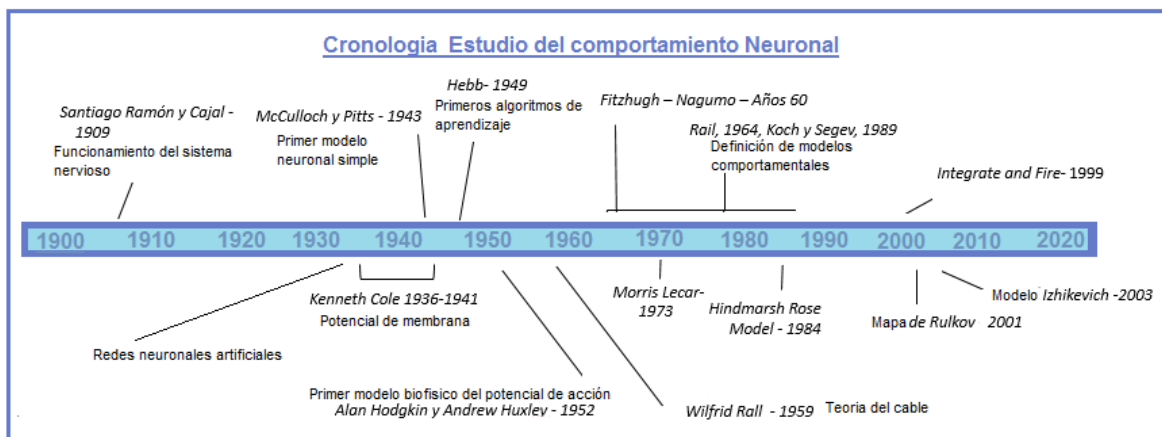 Cronologia Estudio del comportamiento Neuronal
Santiago Ramón y Cajal -
1909
Funcionamiento del sistema
nervioso
McCulloch y Pitts - 1943
Primer modelo
neuronal simple
Hebb- 1949
Primeros algoritmos de
aprendizaje
Fitzhugh – Nagumo – Años 60
Rail, 1964, Koch y Segev, 1989
Definición de modelos
comportamentales
Integrate and Fire- 1999
1900 1910 1920 1930 1940 1950 1960 1970 1980 1990 2000 2010 2020
Redes neuronales artificiales
Kenneth Cole 1936-1941
Potencial de membrana
Primer modelo biofisico del potencial de acción
Alan Hodgkin y Andrew Huxley - 1952
Wilfrid Rall - 1959 Teoria del cable
Morris Lecar-
1973
Hindmarsh Rose
Model - 1984
Mapa de Rulkov 2001
Modelo Izhikevich -2003